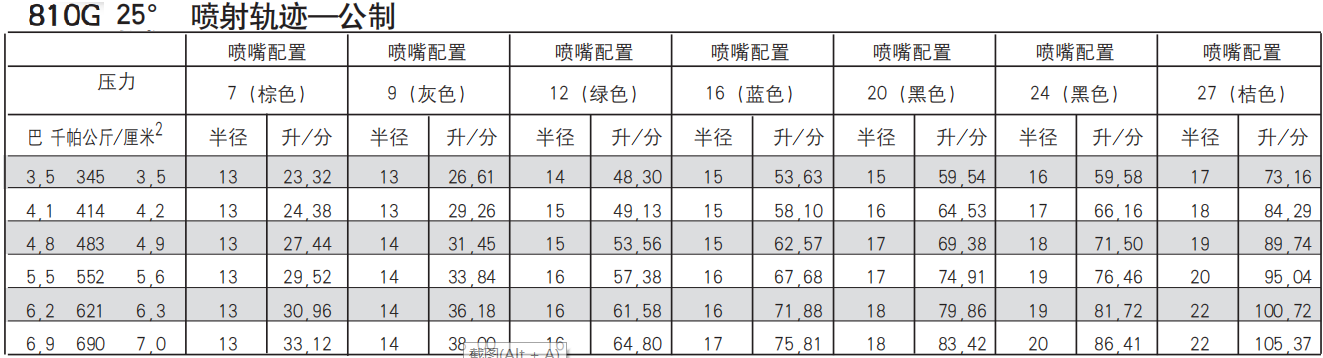 810G 25° 喷射轨迹—公制
喷嘴配置 喷嘴配置 喷嘴配置 喷嘴配置 喷嘴配置 喷嘴配置 喷嘴配置
压力 7 (棕色) 9 (灰色) 12 (绿色) 16 (蓝色) 20 (黑色) 24 (黑色) 27 (桔色)
巴 千帕公斤/厘米2 半径 升/分 半径 升/分 半径 升/分 半径 升/分 半径 升/分 半径 升/分 半径 升/分
3,5 345 3,5 13 23,32 13 26,61 14 48,30 15 53,63 15 59,54 16 59,58 17 73,16
4,1 414 4,2 13 24,38 13 29,26 15 49,13 15 58,10 16 64,53 17 66,16 18 84,29
4,8 483 4,9 13 27,44 14 31,45 15 53,56 15 62,57 17 69,38 18 71,50 19 89,74
5,5 552 5,6 13 29,52 14 33,84 16 57,38 16 67,68 17 74,91 19 76,46 20 95,04
6,2 621 6,3 13 30,96 14 36,18 16 61,58 16 71,88 18 79,86 19 81,72 22 100,72
6,9 690 7,0 13 33,12 14 38,00 16 64,80 17 75,81 18 83,42 20 86,41 22 105,37
截图(Alt + A)